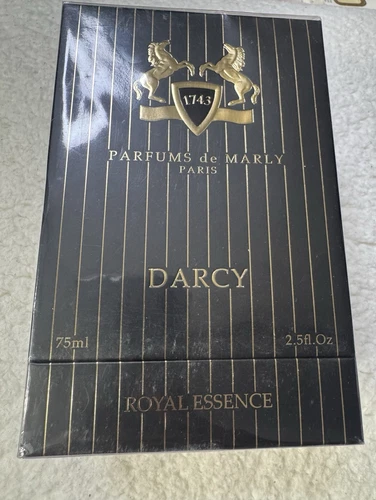 1743
PARFUMS de MARLY
PARIS
DARCY
75ml 2.5fl.Oz
ROYAL ESSENCE